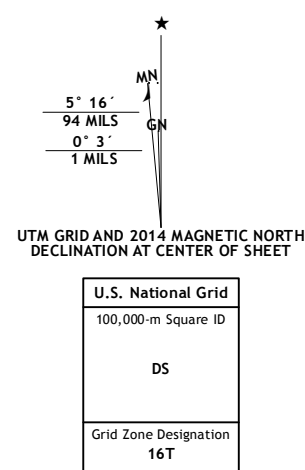 ★
MN.
GN
5° 16´
94 MILS
0° 3´
1 MILS
UTM GRID AND 2014 MAGNETIC NORTH
DECLINATION AT CENTER OF SHEET
U.S. National Grid
100,000-m Square ID
DS
Grid Zone Designation
16T